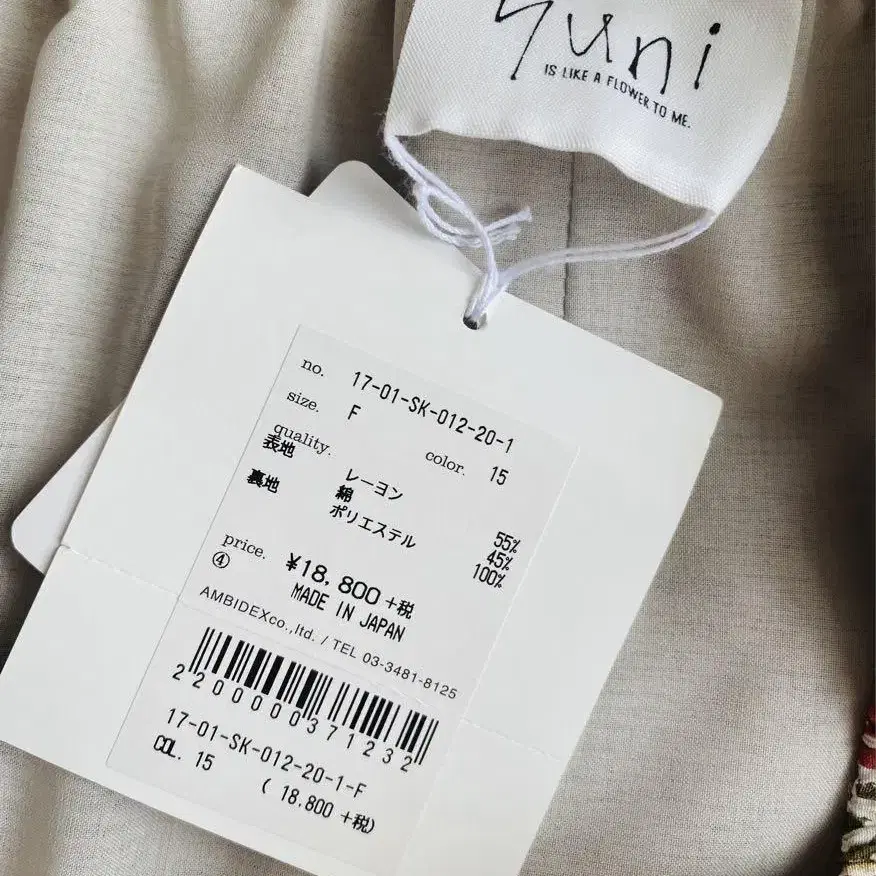 yuni
IS LIKE A FLOWER TO ME.
no. 17-01-SK-012-20-1
size. F
quality. color. 15
表地 レーヨン 55%
綿 45%
裏地 ポリエステル 100%
price. ¥18,800+税
④ MADE IN JAPAN
AMBIDEXco.,ltd. / TEL 03-3481-8125
2200000371232
17-01-SK-012-20-1-F
COL. 15
( 18,800 +税)